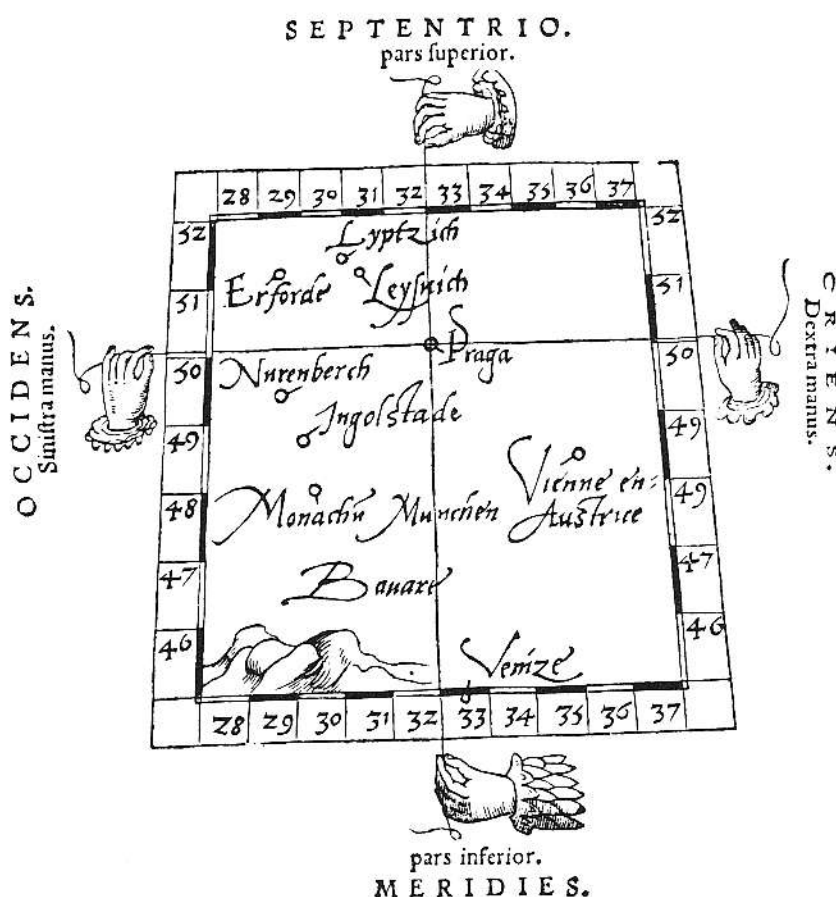 SEPTENTRIO.
pars ſuperior.
28 29 30 31 32 33 34 35 36 37
52 52
Lyptzich
Erforde Leyſnich
51 51
OCCIDENS.
Siniſtra manus.
ORIENS.
Dextra manus.
Praga
50 50
Nurenberch
Ingolſtade
49 49
Vienne en-
Auſtrice
48 49
Monachiu Munchen
47 47
Bavare
46 46
Venize
28 29 30 31 32 33 34 35 36 37
pars inferior.
MERIDIES.